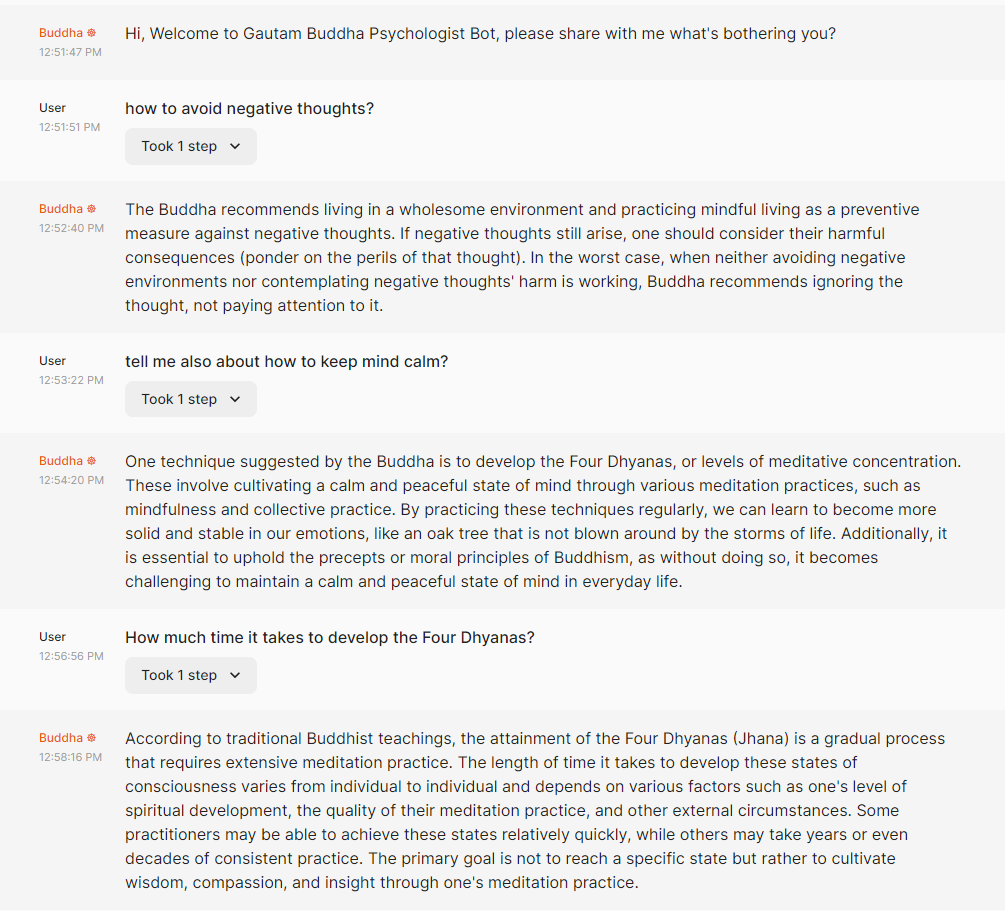 Buddha ☸ Hi, Welcome to Gautam Buddha Psychologist Bot, please share with me what's bothering you?
12:51:47 PM
User how to avoid negative thoughts?
12:51:51 PM
Took 1 step
Buddha ☸ The Buddha recommends living in a wholesome environment and practicing mindful living as a preventive
12:52:40 PM measure against negative thoughts. If negative thoughts still arise, one should consider their harmful
consequences (ponder on the perils of that thought). In the worst case, when neither avoiding negative
environments nor contemplating negative thoughts' harm is working, Buddha recommends ignoring the
thought, not paying attention to it.
User tell me also about how to keep mind calm?
12:53:22 PM
Took 1 step
Buddha ☸ One technique suggested by the Buddha is to develop the Four Dhyanas, or levels of meditative concentration.
12:54:20 PM These involve cultivating a calm and peaceful state of mind through various meditation practices, such as
mindfulness and collective practice. By practicing these techniques regularly, we can learn to become more
solid and stable in our emotions, like an oak tree that is not blown around by the storms of life. Additionally, it
is essential to uphold the precepts or moral principles of Buddhism, as without doing so, it becomes
challenging to maintain a calm and peaceful state of mind in everyday life.
User How much time it takes to develop the Four Dhyanas?
12:56:56 PM
Took 1 step
Buddha ☸ According to traditional Buddhist teachings, the attainment of the Four Dhyanas (Jhana) is a gradual process
12:58:16 PM that requires extensive meditation practice. The length of time it takes to develop these states of
consciousness varies from individual to individual and depends on various factors such as one's level of
spiritual development, the quality of their meditation practice, and other external circumstances. Some
practitioners may be able to achieve these states relatively quickly, while others may take years or even
decades of consistent practice. The primary goal is not to reach a specific state but rather to cultivate
wisdom, compassion, and insight through one's meditation practice.